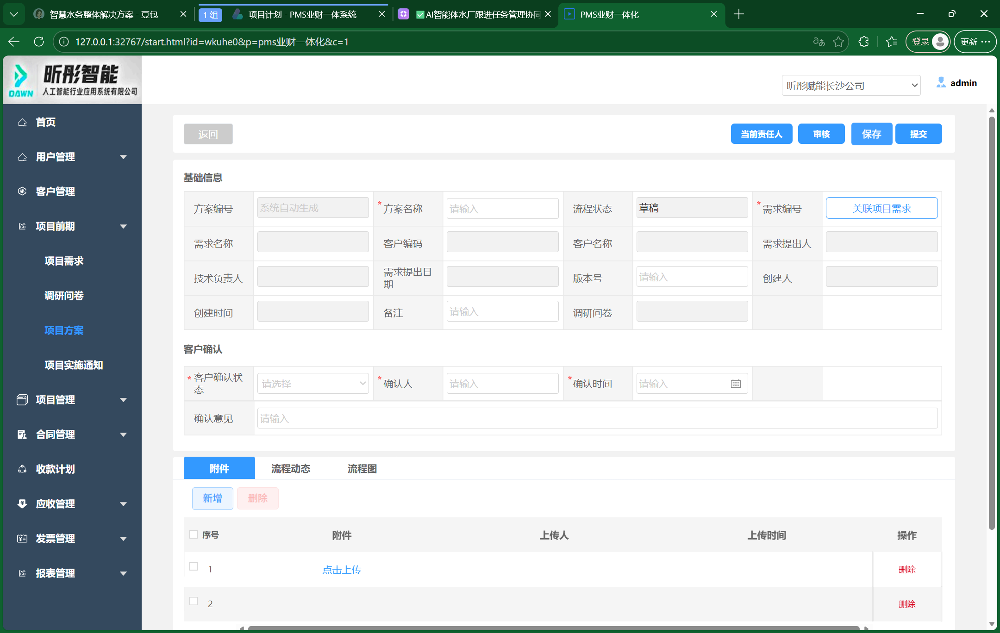 智慧水务整体解决方案 - 豆包
1 组
项目计划 - PMS业财一体系统
✅AI智能体水厂跟进任务管理协同
PMS业财一体化
127.0.0.1:32767/start.html?id=wkuhe0&p=pms业财一体化&c=1
登录
更新 ···
DAWN
昕彤智能
人工智能行业应用系统有限公司
昕彤赋能长沙公司
admin
首页
用户管理
客户管理
项目前期
项目需求
调研问卷
项目方案
项目实施通知
项目管理
合同管理
收款计划
应收管理
发票管理
报表管理
返回
当前责任人
审核
保存
提交
基础信息
方案编号
系统自动生成
*方案名称
请输入
流程状态
草稿
*需求编号
关联项目需求
需求名称
客户编码
客户名称
需求提出人
技术负责人
需求提出日
期
版本号
请输入
创建人
创建时间
备注
请输入
调研问卷
客户确认
*客户确认状
态
请选择
*确认人
请输入
*确认时间
请输入
确认意见
请输入
附件
流程动态
流程图
新增
删除
序号
附件
上传人
上传时间
操作
1
点击上传
删除
2
删除